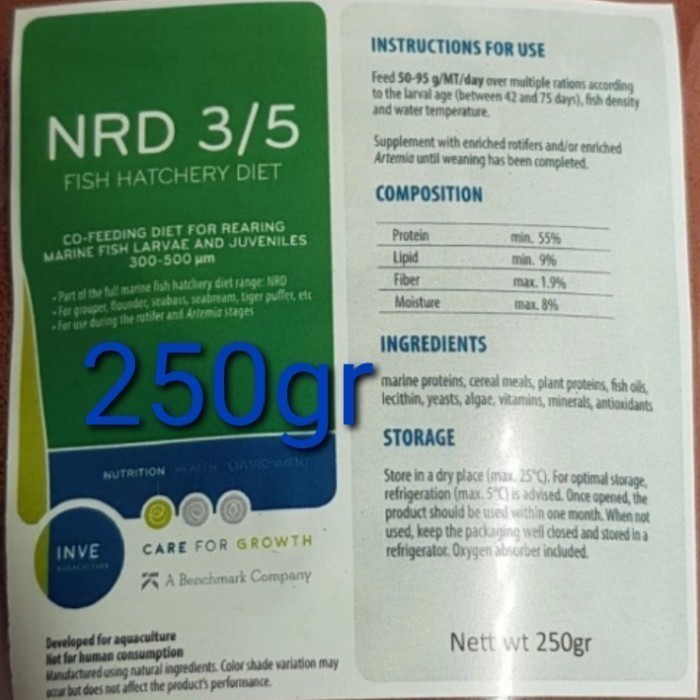 NRD 3/5
FISH HATCHERY DIET
CO-FEEDING DIET FOR REARING
MARINE FISH LARVAE AND JUVENILES
300-500 µm
• Part of the full marine fish hatchery diet range: NRD
• For grouper, flounder, seabass, seabream, tiger puffer, etc
• For use during the rotifer and Artemia stages
250gr
NUTRITION HEALTH ENVIRONMENT
INVE
AQUACULTURE
CARE FOR GROWTH
A Benchmark Company
Developed for aquaculture
Not for human consumption
Manufactured using natural ingredients. Color shade variation may
occur but does not affect the product's performance.
INSTRUCTIONS FOR USE
Feed 50-95 g/MT/day over multiple rations according
to the larval age (between 42 and 75 days), fish density
and water temperature.
Supplement with enriched rotifers and/or enriched
Artemia until weaning has been completed.
COMPOSITION
Protein min. 55%
Lipid min. 9%
Fiber max. 1.9%
Moisture max. 8%
INGREDIENTS
marine proteins, cereal meals, plant proteins, fish oils,
lecithin, yeasts, algae, vitamins, minerals, antioxidants
STORAGE
Store in a dry place (max. 25°C). For optimal storage,
refrigeration (max. 5°C) is advised. Once opened, the
product should be used within one month. When not
used, keep the packaging well closed and stored in a
refrigerator. Oxygen absorber included.
Nett wt 250gr